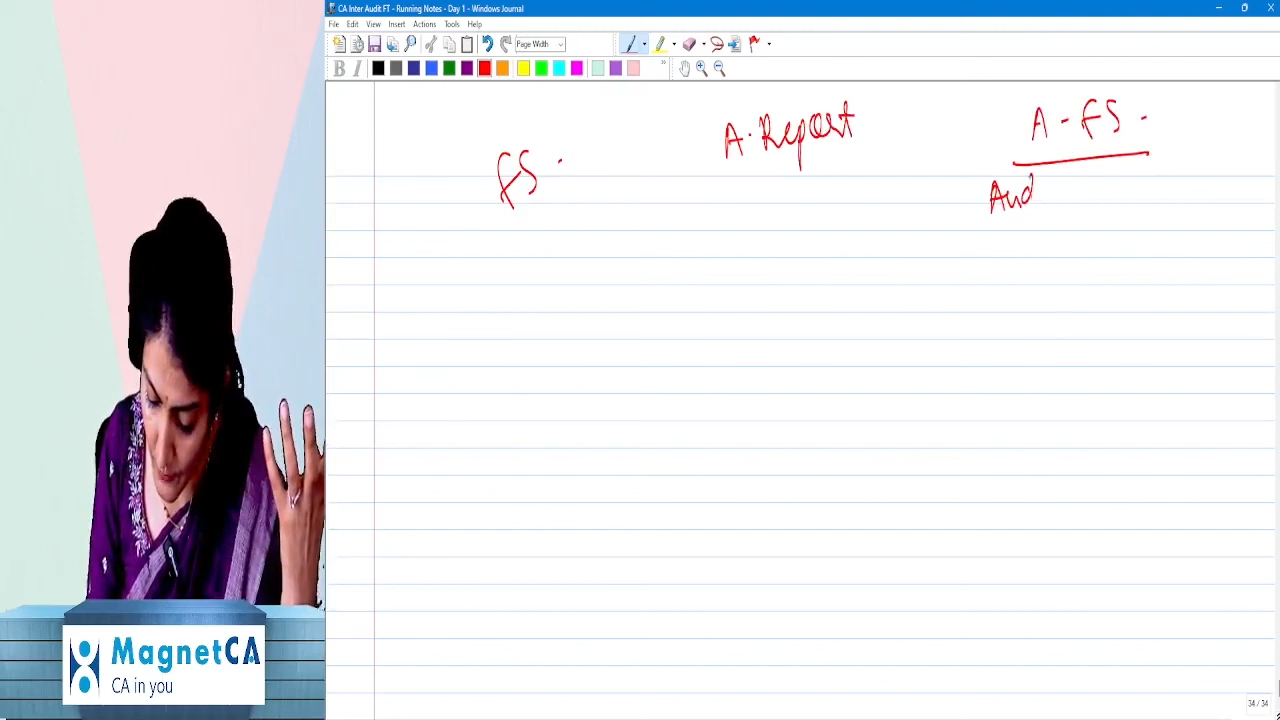 CA Inter Audit FT - Running Notes - Day 1 - Windows Journal
File Edit View Insert Actions Tools Help
Page Width
B I
A. Report
A - FS -
FS -
Aud
MagnetCA
CA in you
34 / 34